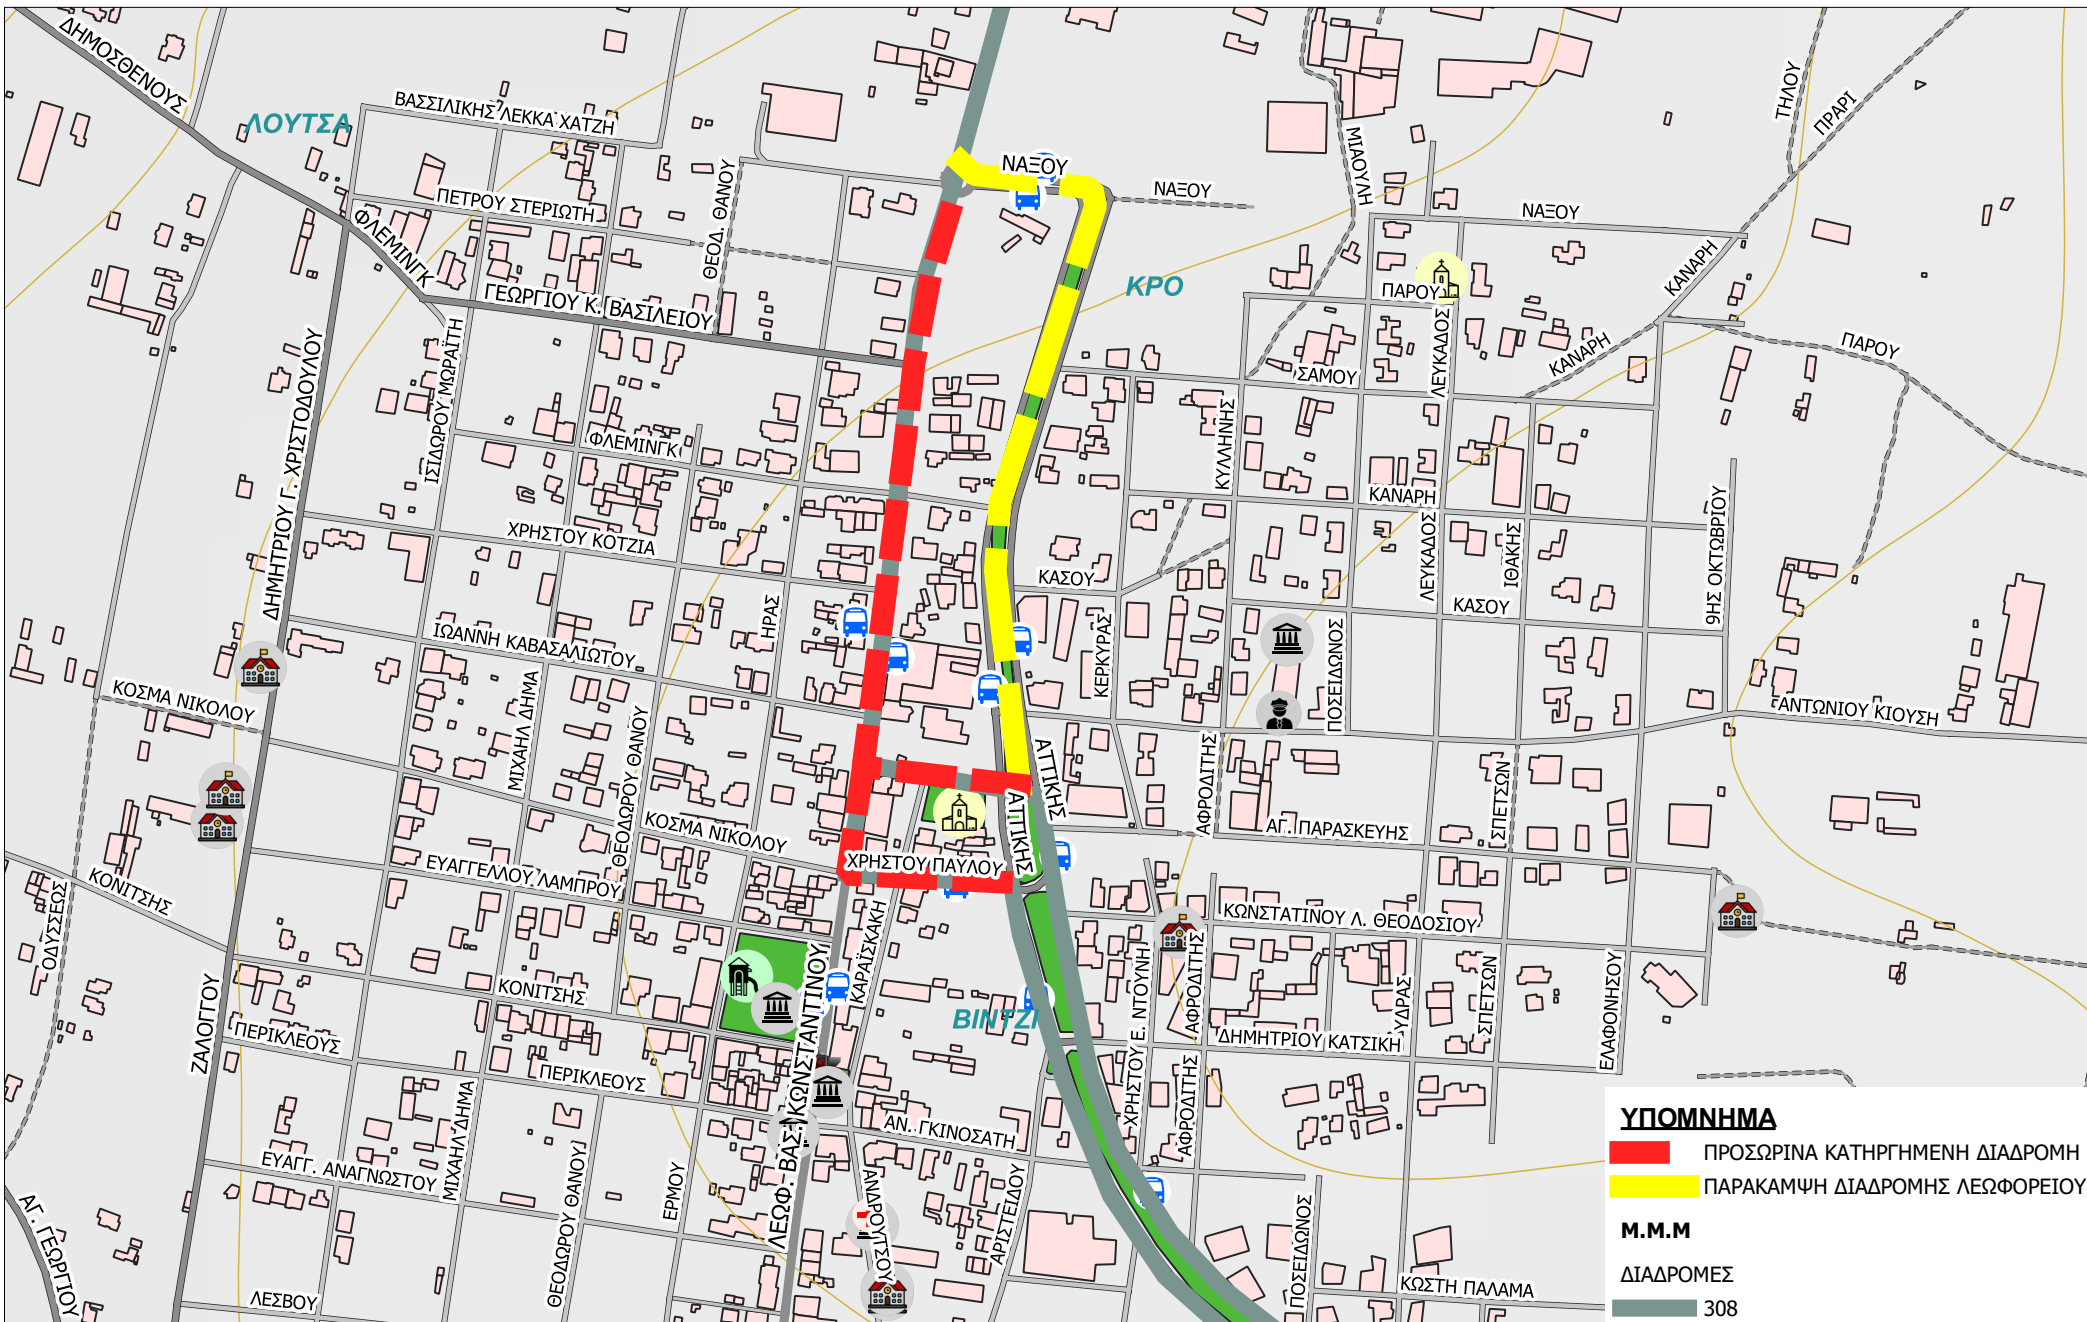 ΔΗΜΟΣΘΕΝΟΥΣ
ΛΟΥΤΣΑ
ΒΑΣΣΙΛΙΚΗΣ ΛΕΚΚΑ ΧΑΤΖΗ
ΝΑΞΟΥ
ΝΑΞΟΥ
ΜΙΑΟΥΛΗ
ΤΗΛΟΥ
ΠΡΑΡΙ
ΠΕΤΡΟΥ ΣΤΕΡΙΩΤΗ
ΘΕΟΔ. ΘΑΝΟΥ
ΝΑΞΟΥ
ΦΛΕΜΙΝΓΚ
ΚΑΝΑΡΗ
ΚΡΟ
ΓΕΩΡΓΙΟΥ Κ. ΒΑΣΙΛΕΙΟΥ
ΠΑΡΟΥ
ΛΕΥΚΑΔΟΣ
ΚΑΝΑΡΗ
ΠΑΡΟΥ
ΔΗΜΗΤΡΙΟΥ Γ. ΧΡΙΣΤΟΔΟΥΛΟΥ
ΙΣΙΔΩΡΟΥ ΜΩΡΑΪΤΗ
ΣΑΜΟΥ
ΚΥΛΛΗΝΗΣ
ΦΛΕΜΙΝΓΚ
ΚΑΝΑΡΗ
ΛΕΥΚΑΔΟΣ
ΙΘΑΚΗΣ
9ΗΣ ΟΚΤΩΒΡΙΟΥ
ΧΡΗΣΤΟΥ ΚΟΤΖΙΑ
ΚΑΣΟΥ
ΚΑΣΟΥ
ΗΡΑΣ
ΚΕΡΚΥΡΑΣ
ΠΟΣΕΙΔΩΝΟΣ
ΙΩΑΝΝΗ ΚΑΒΑΣΑΛΙΩΤΟΥ
ΚΟΣΜΑ ΝΙΚΟΛΟΥ
ΜΙΧΑΗΛ ΔΗΜΑ
ΘΕΟΔΩΡΟΥ ΘΑΝΟΥ
ΑΝΤΩΝΙΟΥ ΚΙΟΥΣΗ
ΑΤΤΙΚΗΣ
ΑΤΤΙΚΗΣ
ΑΦΡΟΔΙΤΗΣ
ΣΠΕΤΣΩΝ
ΚΟΣΜΑ ΝΙΚΟΛΟΥ
ΑΓ. ΠΑΡΑΣΚΕΥΗΣ
ΧΡΗΣΤΟΥ ΠΑΥΛΟΥ
ΟΔΥΣΣΕΩΣ
ΚΟΝΙΤΣΗΣ
ΕΥΑΓΓΕΛΛΟΥ ΛΑΜΠΡΟΥ
ΚΑΡΑΪΣΚΑΚΗ
ΚΩΝΣΤΑΤΙΝΟΥ Λ. ΘΕΟΔΟΣΙΟΥ
ΚΟΝΙΤΣΗΣ
ΖΑΛΟΓΓΟΥ
ΒΙΝΤΖΙ
ΧΡΗΣΤΟΥ Ε. ΝΤΟΥΝΗ
ΑΦΡΟΔΙΤΗΣ
ΥΔΡΑΣ
ΣΠΕΤΣΩΝ
ΕΛΑΦΟΝΗΣΟΥ
ΠΕΡΙΚΛΕΟΥΣ
ΔΗΜΗΤΡΙΟΥ ΚΑΤΣΙΚΗ
ΠΕΡΙΚΛΕΟΥΣ
ΛΕΩΦ. ΒΑΣ. ΚΩΝΣΤΑΝΤΙΝΟΥ
ΑΦΡΟΔΙΤΗΣ
ΜΙΧΑΗΛ ΔΗΜΑ
ΑΝ. ΓΚΙΝΟΣΑΤΗ
ΕΥΑΓΓ. ΑΝΑΓΝΩΣΤΟΥ
ΘΕΟΔΩΡΟΥ ΘΑΝΟΥ
ΕΡΜΟΥ
ΑΝΔΡΟΥΤΣΟΥ
ΑΡΙΣΤΕΙΔΟΥ
ΠΟΣΕΙΔΩΝΟΣ
ΑΓ. ΓΕΩΡΓΙΟΥ
ΛΕΣΒΟΥ
ΚΩΣΤΗ ΠΑΛΑΜΑ
ΥΠΟΜΝΗΜΑ
ΠΡΟΣΩΡΙΝΑ ΚΑΤΗΡΓΗΜΕΝΗ ΔΙΑΔΡΟΜΗ
ΠΑΡΑΚΑΜΨΗ ΔΙΑΔΡΟΜΗΣ ΛΕΩΦΟΡΕΙΟΥ
Μ.Μ.Μ
ΔΙΑΔΡΟΜΕΣ
308